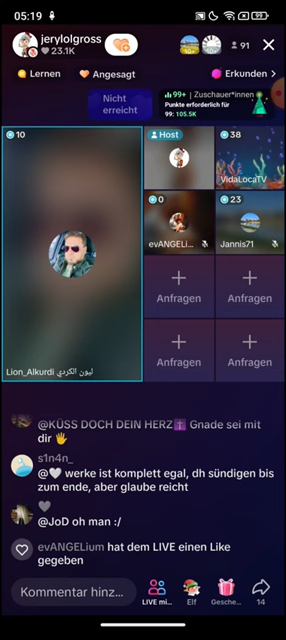 05:19
99
jerylolgross
23.1K
91
Lernen
Angesagt
Erkunden >
Nicht
erreicht
99+ | Zuschauer*innen
Punkte erforderlich für
99: 105.5K
10
Host
38
VidaLocaTV
0
evANGELi...
23
Jannis71
Anfragen
Anfragen
Lion_Alkurdi ليون الكردي
Anfragen
Anfragen
@KÜSS DOCH DEIN HERZ✝️ Gnade sei mit
dir 🖐
s1n4n_
@🤍 werke ist komplett egal, dh sündigen bis
zum ende, aber glaube reicht
🤍
@JoD oh man :/
evANGELium hat dem LIVE einen Like
gegeben
Kommentar hinz...
LIVE mi...
Elf
Gesche...
14